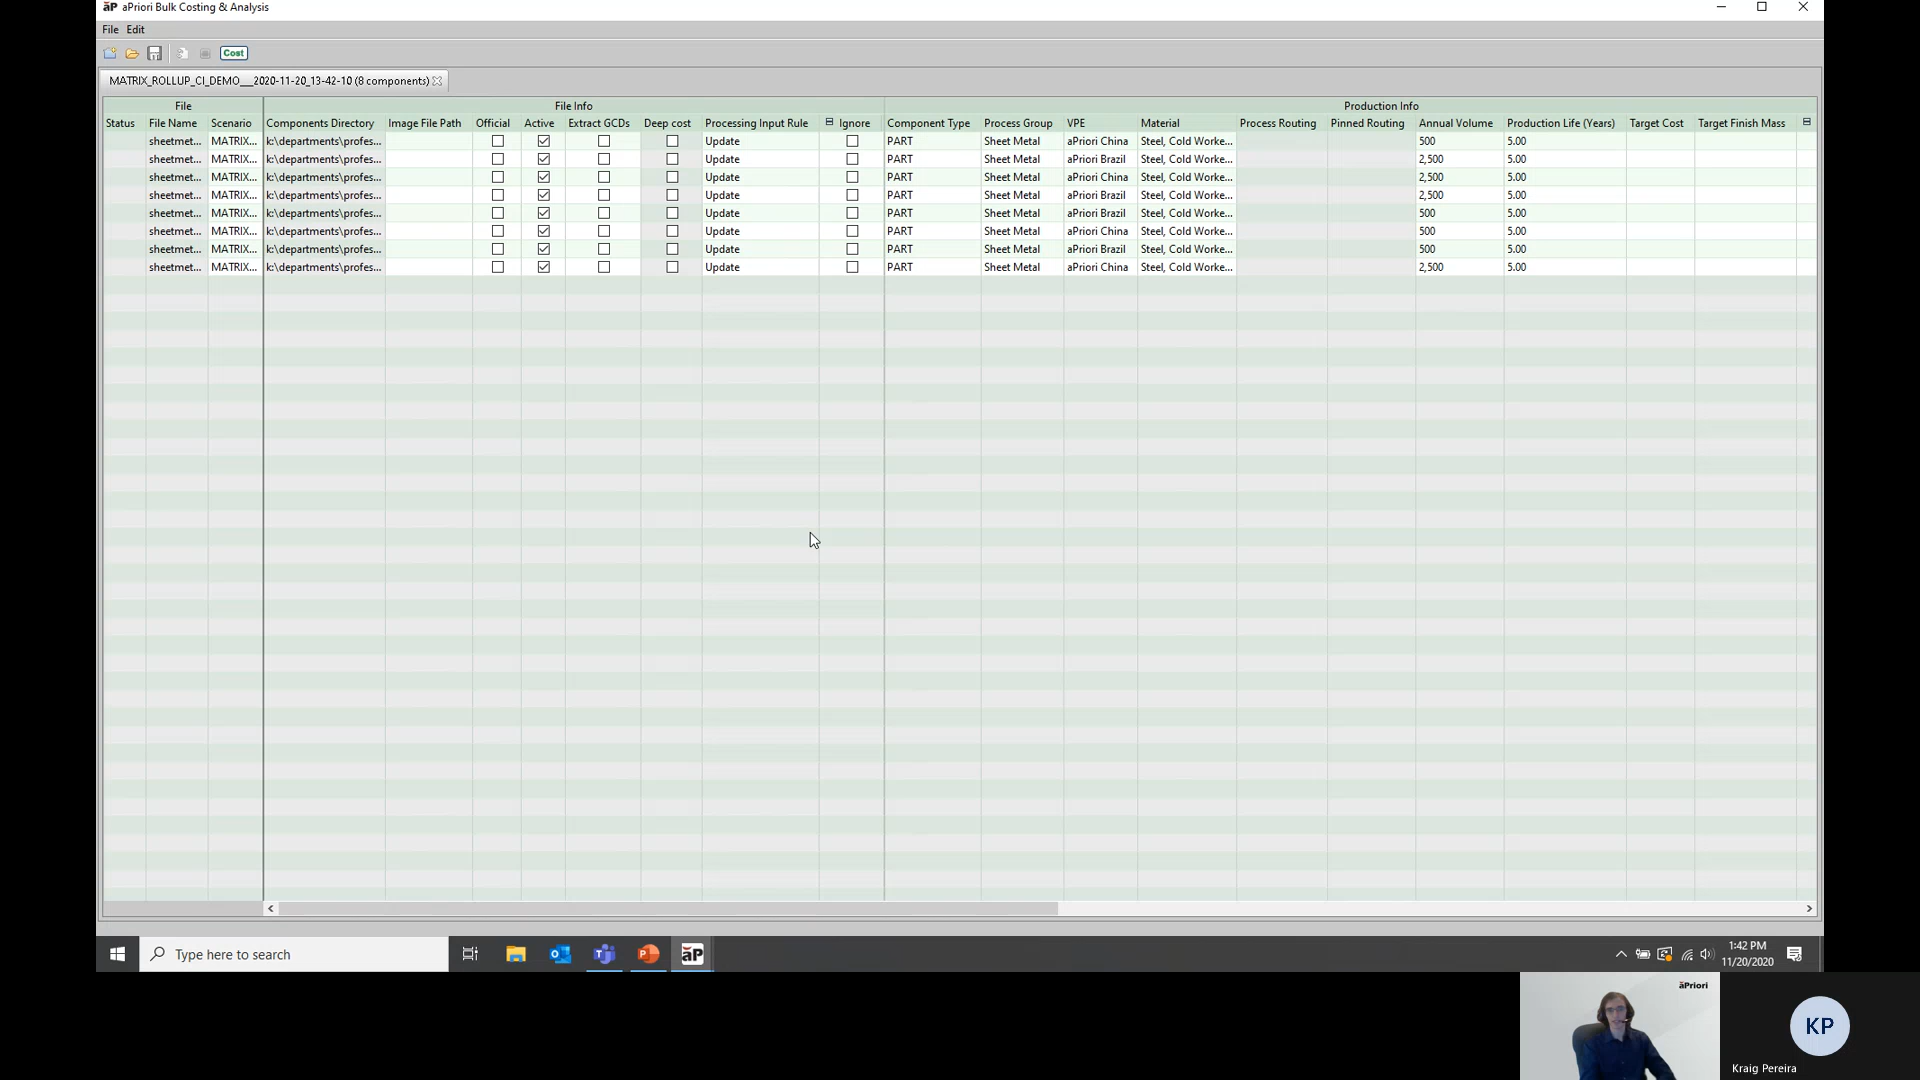 āP aPriori Bulk Costing & Analysis
File Edit
Cost
MATRIX_ROLLUP_CI_DEMO__2020-11-20_13-42-10 (8 components)
File File Info Production Info
Status File Name Scenario Components Directory Image File Path Official Active Extract GCDs Deep cost Processing Input Rule Ignore Component Type Process Group VPE Material Process Routing Pinned Routing Annual Volume Production Life (Years) Target Cost Target Finish Mass
sheetmet... MATRIX... k:\departments\profes... Update PART Sheet Metal aPriori China Steel, Cold Worke... 500 5.00
sheetmet... MATRIX... k:\departments\profes... Update PART Sheet Metal aPriori Brazil Steel, Cold Worke... 2,500 5.00
sheetmet... MATRIX... k:\departments\profes... Update PART Sheet Metal aPriori China Steel, Cold Worke... 2,500 5.00
sheetmet... MATRIX... k:\departments\profes... Update PART Sheet Metal aPriori Brazil Steel, Cold Worke... 2,500 5.00
sheetmet... MATRIX... k:\departments\profes... Update PART Sheet Metal aPriori Brazil Steel, Cold Worke... 500 5.00
sheetmet... MATRIX... k:\departments\profes... Update PART Sheet Metal aPriori China Steel, Cold Worke... 500 5.00
sheetmet... MATRIX... k:\departments\profes... Update PART Sheet Metal aPriori Brazil Steel, Cold Worke... 500 5.00
sheetmet... MATRIX... k:\departments\profes... Update PART Sheet Metal aPriori China Steel, Cold Worke... 2,500 5.00
Type here to search
āP
1:42 PM
11/20/2020
āPriori
KP
Kraig Pereira